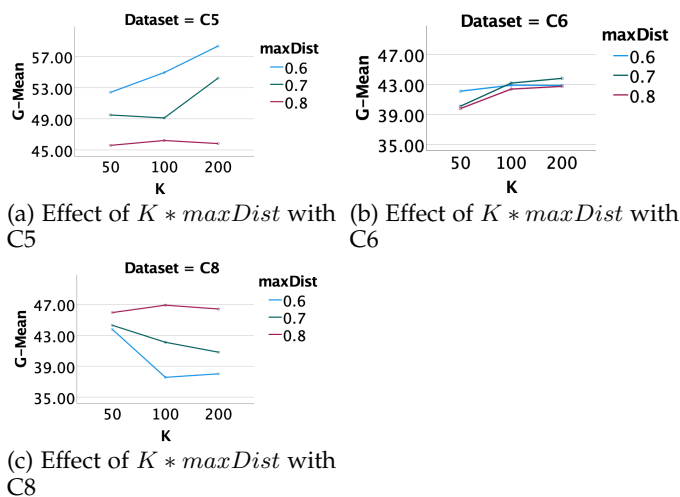 Dataset = C5
maxDist
0.6
0.7
0.8
57.00
53.00
49.00
45.00
G-Mean
50 100 200
K
(a) Effect of K ∗ maxDist with
C5
Dataset = C6
maxDist
0.6
0.7
0.8
47.00
43.00
39.00
35.00
G-Mean
50 100 200
K
(b) Effect of K ∗ maxDist with
C6
Dataset = C8
maxDist
0.6
0.7
0.8
47.00
43.00
39.00
35.00
G-Mean
50 100 200
K
(c) Effect of K ∗ maxDist with
C8